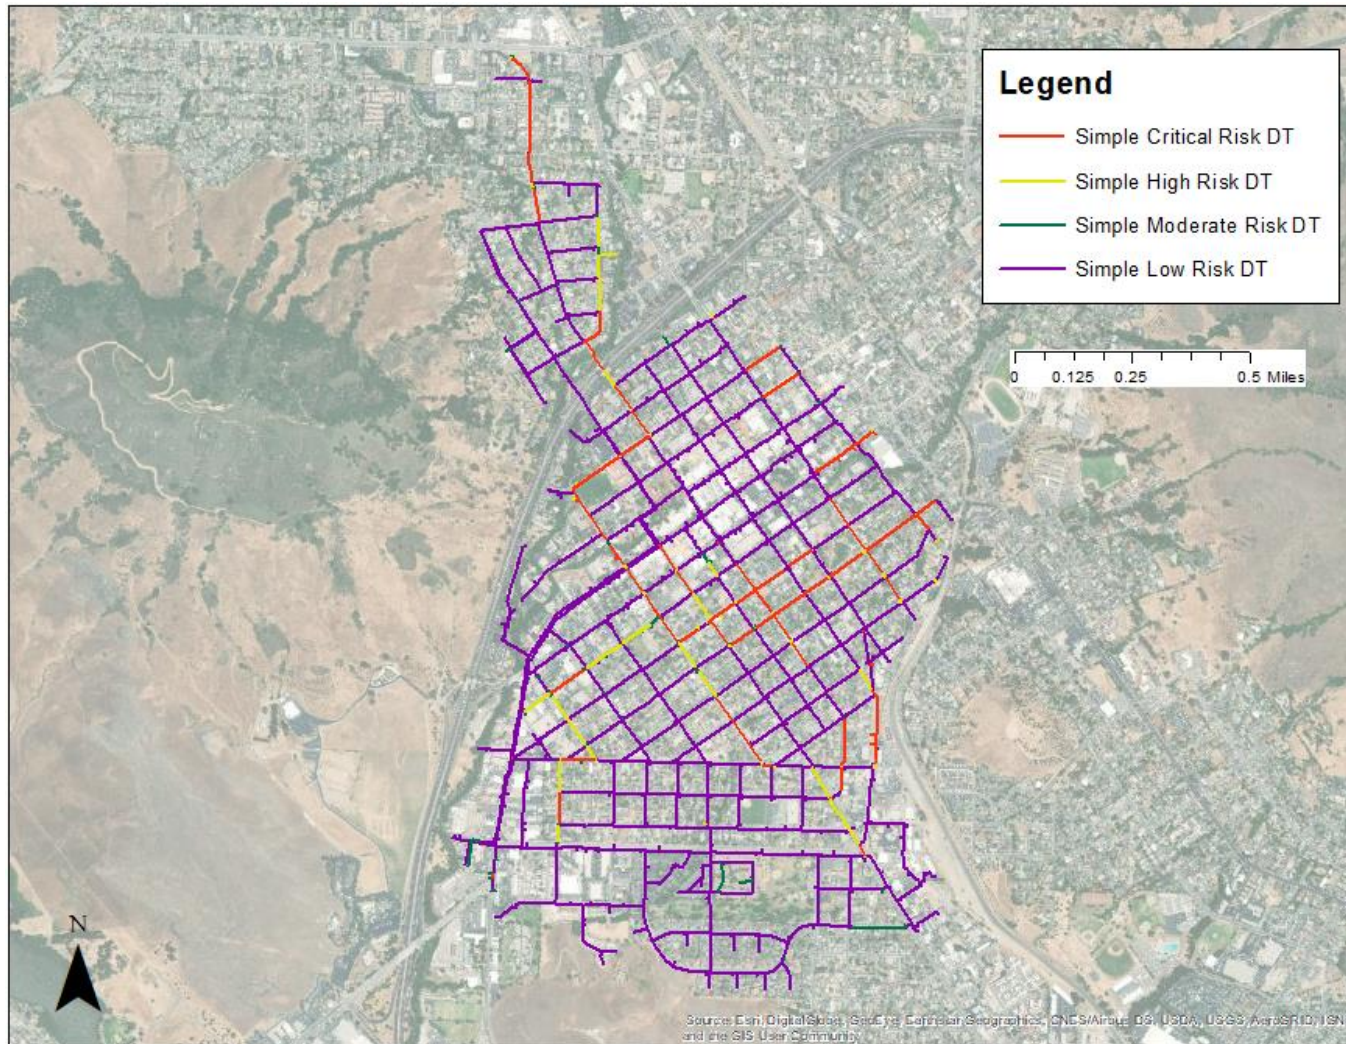 Legend
Simple Critical Risk DT
Simple High Risk DT
Simple Moderate Risk DT
Simple Low Risk DT
0 0.125 0.25 0.5 Miles
N
Source: Esri, DigitalGlobe, GeoEye, Earthstar Geographics, CNES/Airbus DS, USDA, USGS, AeroGRID, IGN,
and the GIS User Community